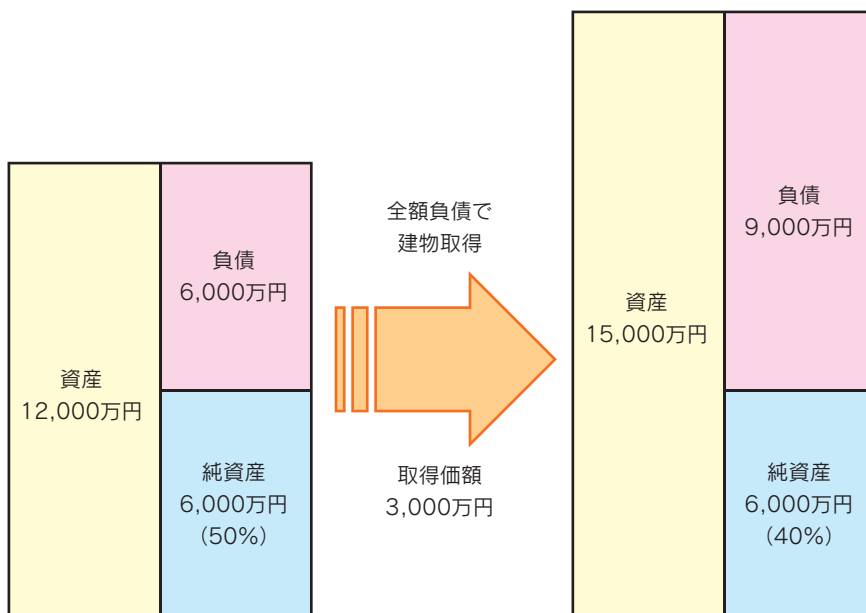 資産
12,000万円
負債
6,000万円
純資産
6,000万円
（50%）
全額負債で
建物取得
取得価額
3,000万円
資産
15,000万円
負債
9,000万円
純資産
6,000万円
（40%）